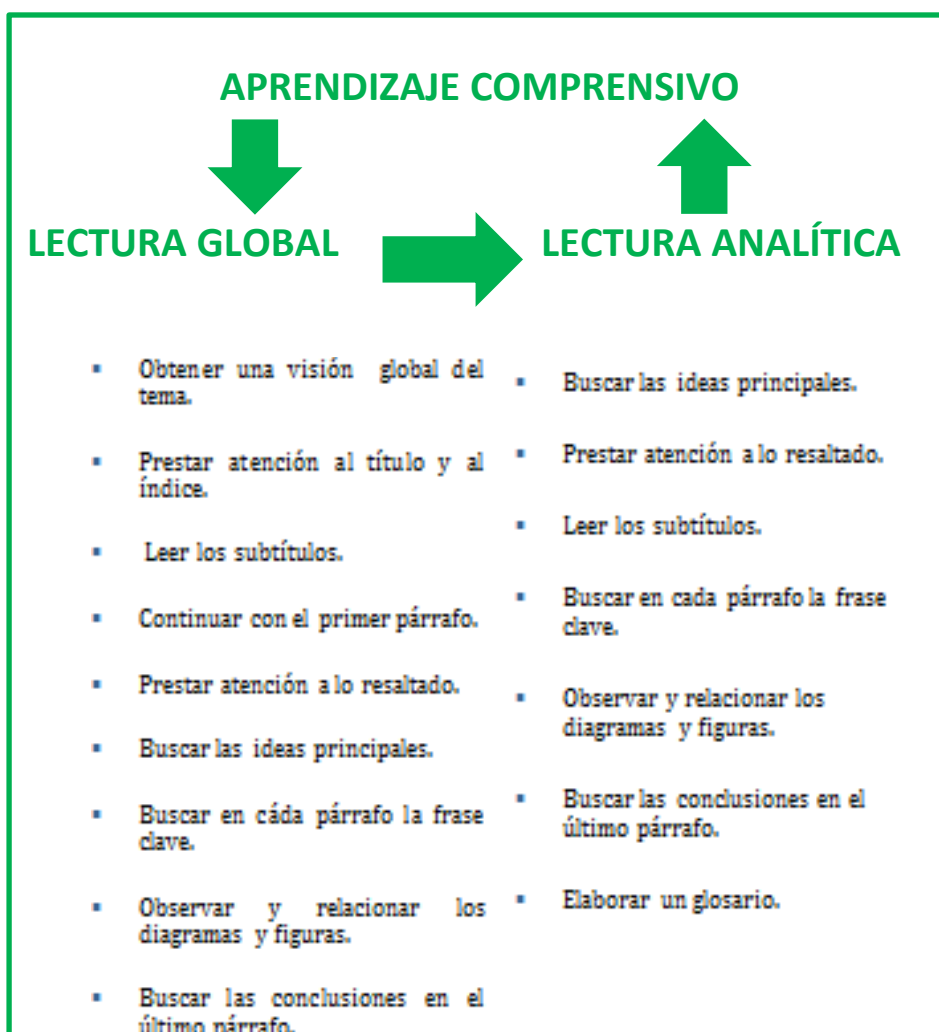 APRENDIZAJE COMPRENSIVO
LECTURA GLOBAL
LECTURA ANALÍTICA
▪ Obtener una visión global del
tema.
▪ Prestar atención al título y al
índice.
▪ Leer los subtítulos.
▪ Continuar con el primer párrafo.
▪ Prestar atención a lo resaltado.
▪ Buscar las ideas principales.
▪ Buscar en cáda párrafo la frase
clave.
▪ Observar y relacionar los
diagramas y figuras.
▪ Buscar las conclusiones en el
último párrafo.
▪ Buscar las ideas principales.
▪ Prestar atención a lo resaltado.
▪ Leer los subtítulos.
▪ Buscar en cada párrafo la frase
clave.
▪ Observar y relacionar los
diagramas y figuras.
▪ Buscar las conclusiones en el
último párrafo.
▪ Elaborar un glosario.